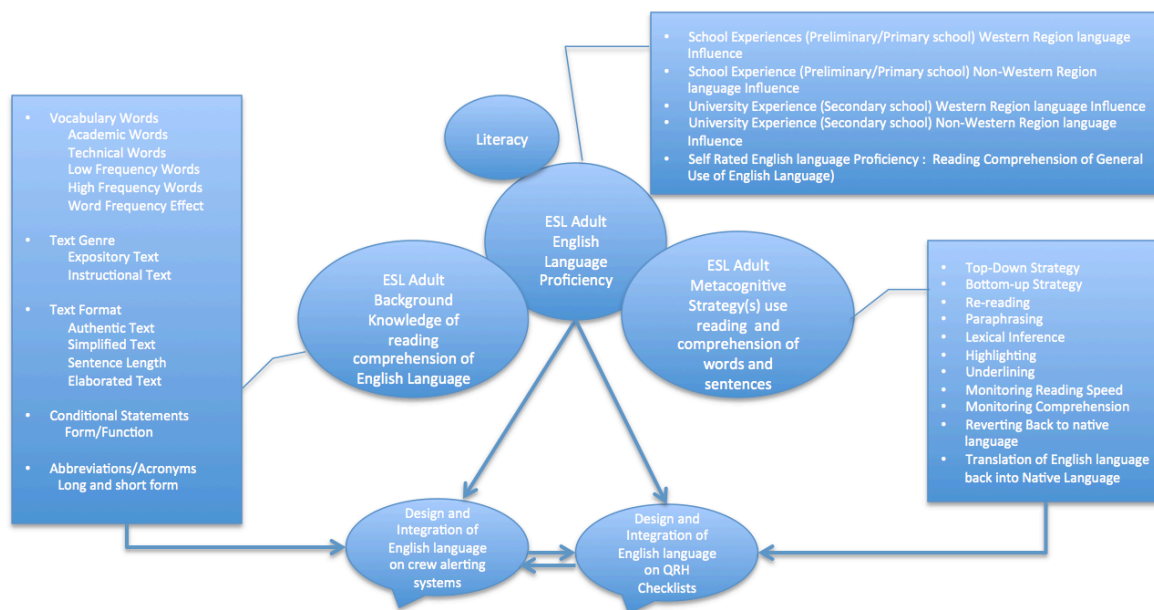 • School Experiences (Preliminary/Primary school) Western Region language
Influence
• School Experience (Preliminary/Primary school) Non-Western Region
language Influence
• University Experience (Secondary school) Western Region language Influence
• University Experience (Secondary school) Non-Western Region language
Influence
• Self Rated English language Proficiency : Reading Comprehension of General
Use of English Language)
Literacy
ESL Adult
English
Language
Proficiency
• Vocabulary Words
Academic Words
Technical Words
Low Frequency Words
High Frequency Words
Word Frequency Effect
• Text Genre
Expository Text
Instructional Text
• Text Format
Authentic Text
Simplified Text
Sentence Length
Elaborated Text
• Conditional Statements
Form/Function
• Abbreviations/Acronyms
Long and short form
ESL Adult
Background
Knowledge of
reading
comprehension of
English Language
ESL Adult
Metacognitive
Strategy(s) use
reading and
comprehension of
words and
sentences
• Top-Down Strategy
• Bottom-up Strategy
• Re-reading
• Paraphrasing
• Lexical Inference
• Highlighting
• Underlining
• Monitoring Reading Speed
• Monitoring Comprehension
• Reverting Back to native
language
• Translation of English language
back into Native Language
Design and
Integration of
English language
on crew alerting
systems
Design and
Integration of
English language
on QRH
Checklists